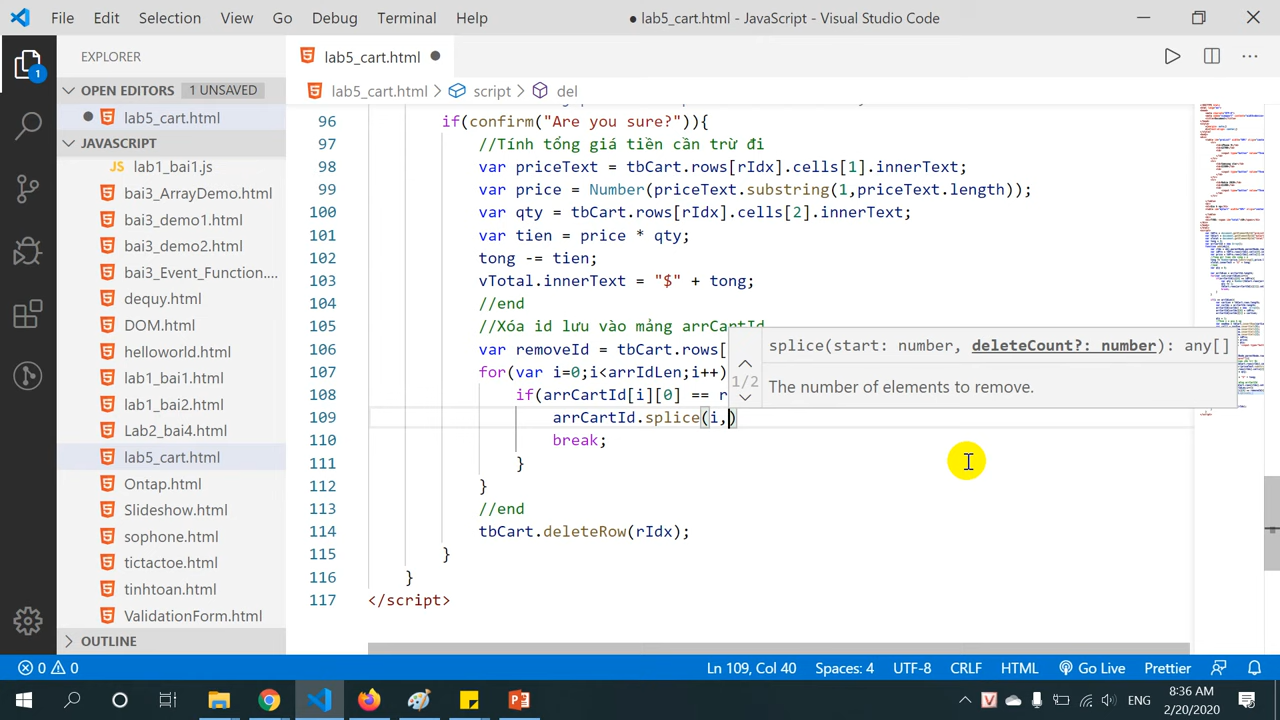 File Edit Selection View Go Debug Terminal Help
● lab5_cart.html - JavaScript - Visual Studio Code
EXPLORER
lab5_cart.html
OPEN EDITORS 1 UNSAVED
lab5_cart.html > script > del
lab5_cart.html
JAVASCRIPT
lab1_bai1.js
bai3_ArrayDemo.html
bai3_demo1.html
bai3_demo2.html
bai3_Event_Function....
dequy.html
DOM.html
helloworld.html
lab1_bai1.html
lab1_bai2.html
Lab2_bai4.html
lab5_cart.html
Ontap.html
Slideshow.html
sophone.html
tictactoe.html
tinhtoan.html
ValidationForm.html
OUTLINE
96 if(confirm("Are you sure?")){
97 //Tính tổng giá tiền cần trừ đi
98 var priceText = tbCart.rows[rIdx].cells[1].innerText;
99 var price = Number(priceText.substring(1,priceText.length));
100 var qty = tbCart.rows[rIdx].cells[2].innerText;
101 var tien = price * qty;
102 tong -= tien;
103 vTotal.innerText = "$" + tong;
104 //end
105 //Xóa id lưu vào mảng arrCartId
106 var removeId = tbCart.rows[
107 for(var i=0;i<arrIdLen;i++)
108 if(arrCartId[i][0] == r
109 arrCartId.splice(i,)
110 break;
111 }
112 }
113 //end
114 tbCart.deleteRow(rIdx);
115 }
116 }
117 </script>
splice(start: number, deleteCount?: number): any[]
1/2
The number of elements to remove.
1
0 0
Ln 109, Col 40 Spaces: 4 UTF-8 CRLF HTML Go Live Prettier
ENG
8:36 AM
2/20/2020